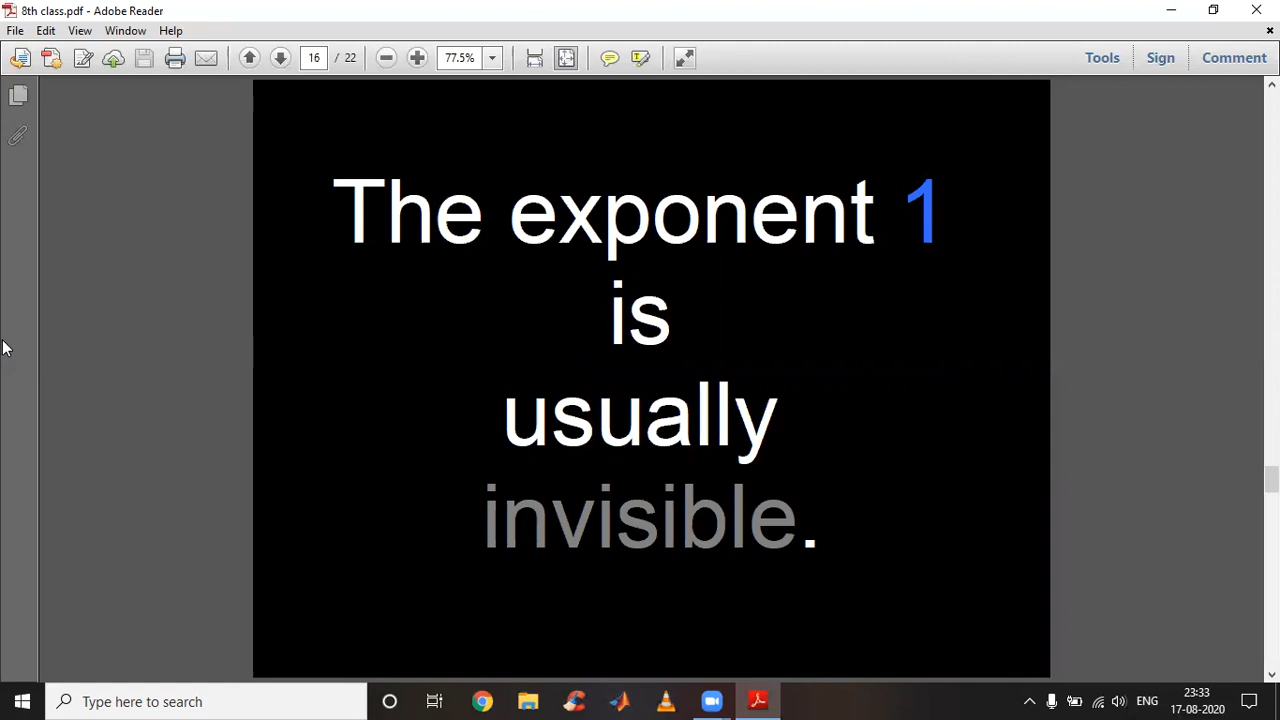 8th class.pdf - Adobe Reader
File Edit View Window Help
16 / 22 77.5% Tools Sign Comment
The exponent 1
is
usually
invisible.
Type here to search
ENG
23:33
17-08-2020